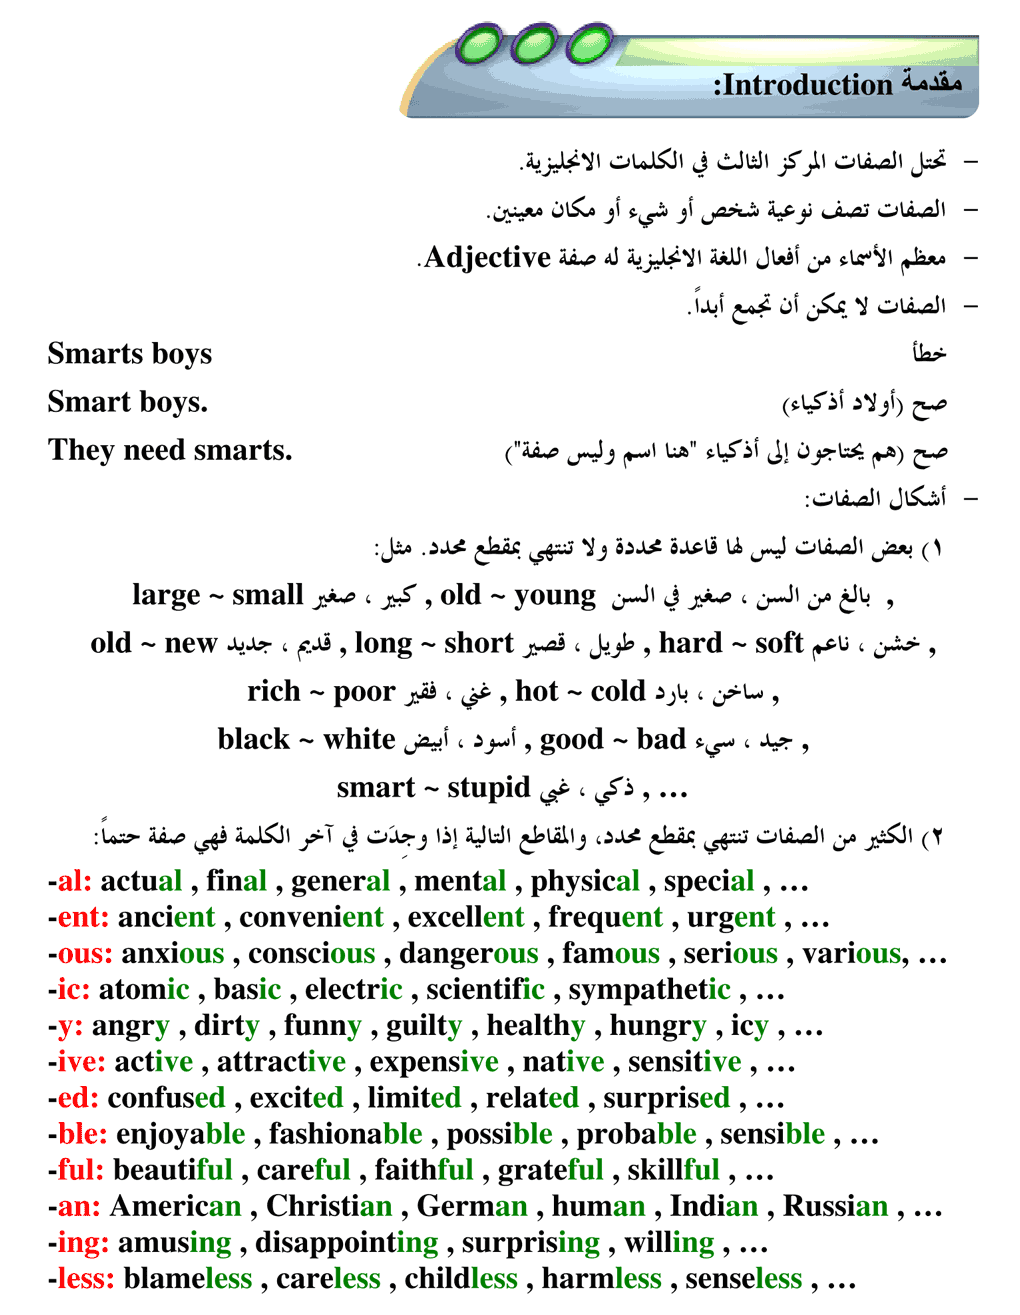 مقدمة Introduction:
– تحتل الصفات المركز الثالث في الكلمات الانجليزية.
– الصفات تصف نوعية شخص أو شيء أو مكان معينين.
– معظم الأسماء من أفعال اللغة الانجليزية له صفة Adjective.
– الصفات لا يمكن أن تجمع أبداً.
Smarts boys خطأ
Smart boys. صح (أولاد أذكياء)
They need smarts. صح (هم يحتاجون إلى أذكياء "هنا اسم وليس صفة")
– أشكال الصفات:
١) بعض الصفات ليس لها قاعدة محددة ولا تنتهي بمقطع محدد. مثل:
large ~ small كبير ، صغير , old ~ young بالغ من السن ، صغير في السن ,
old ~ new قديم ، جديد , long ~ short طويل ، قصير , hard ~ soft خشن ، ناعم ,
rich ~ poor غني ، فقير , hot ~ cold ساخن ، بارد ,
black ~ white أسود ، أبيض , good ~ bad جيد ، سيء ,
smart ~ stupid ذكي ، غبي , …
٢) الكثير من الصفات تنتهي بمقطع محدد، والمقاطع التالية إذا وجِدَت في آخر الكلمة فهي صفة حتماً:
-al: actual , final , general , mental , physical , special , …
-ent: ancient , convenient , excellent , frequent , urgent , …
-ous: anxious , conscious , dangerous , famous , serious , various, …
-ic: atomic , basic , electric , scientific , sympathetic , …
-y: angry , dirty , funny , guilty , healthy , hungry , icy , …
-ive: active , attractive , expensive , native , sensitive , …
-ed: confused , excited , limited , related , surprised , …
-ble: enjoyable , fashionable , possible , probable , sensible , …
-ful: beautiful , careful , faithful , grateful , skillful , …
-an: American , Christian , German , human , Indian , Russian , …
-ing: amusing , disappointing , surprising , willing , …
-less: blameless , careless , childless , harmless , senseless , …